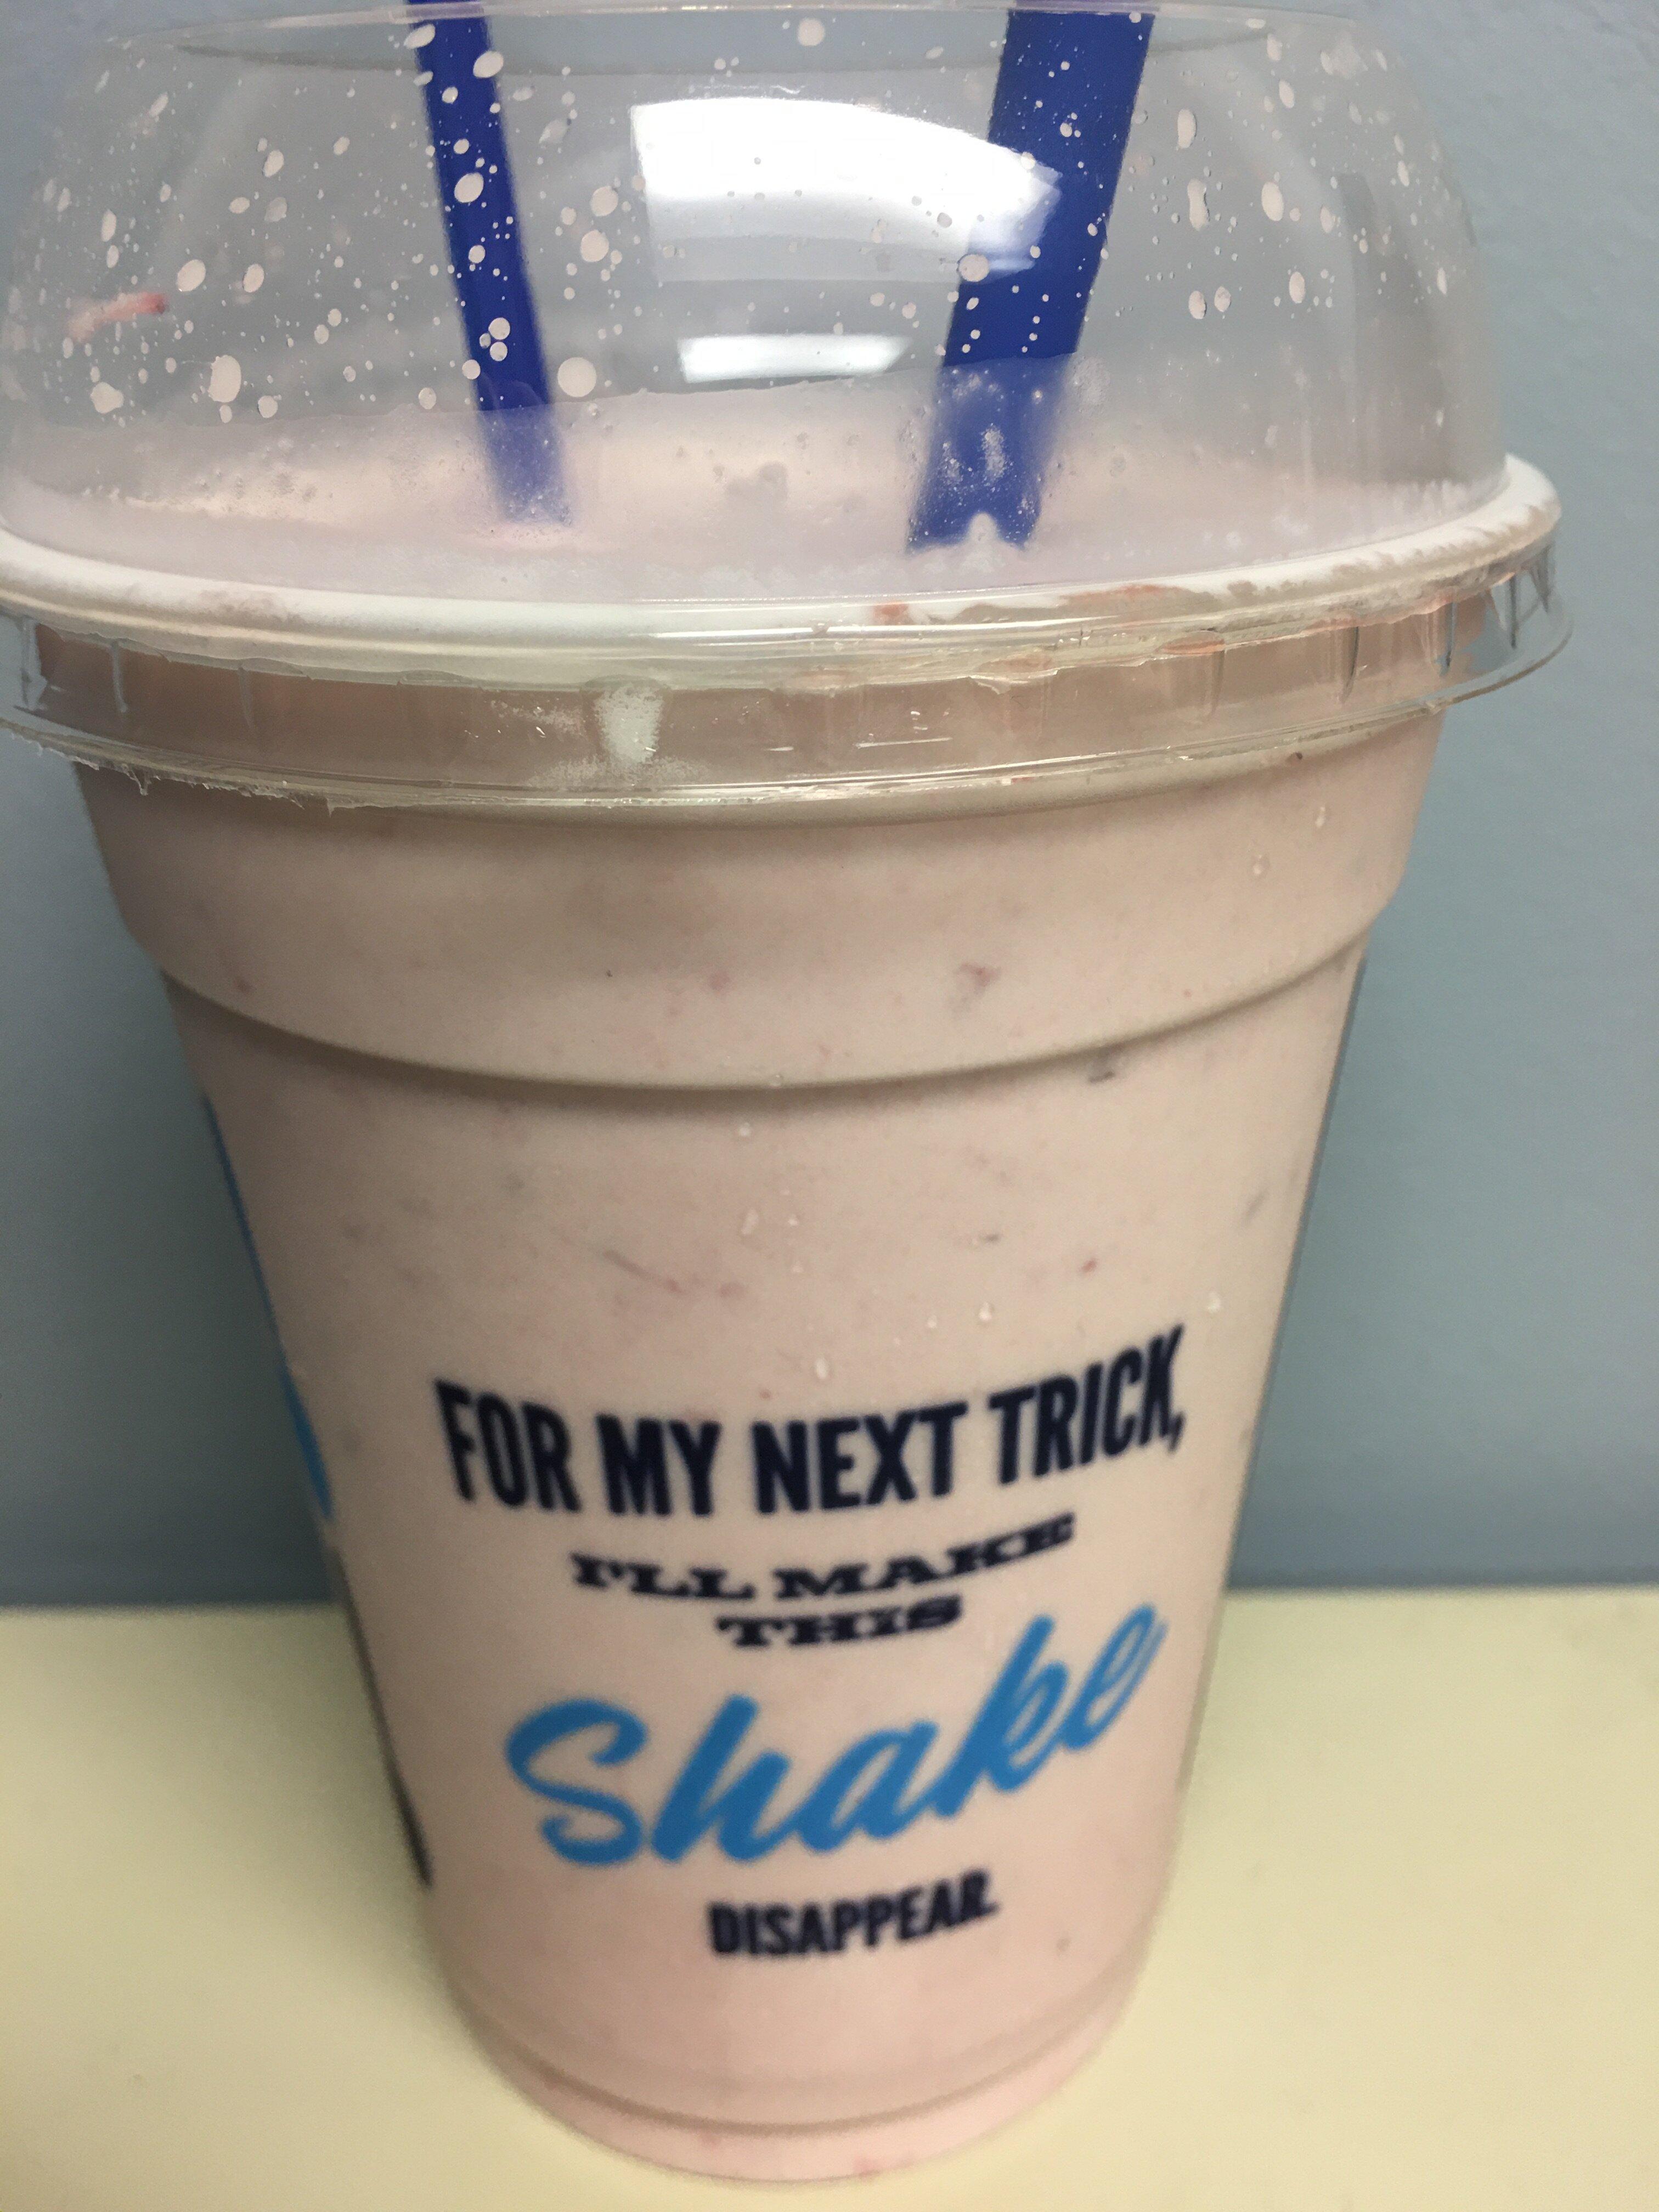 FOR MY NEXT TRICK,
I'LL MAKE
THIS
Shake
DISAPPEAR.